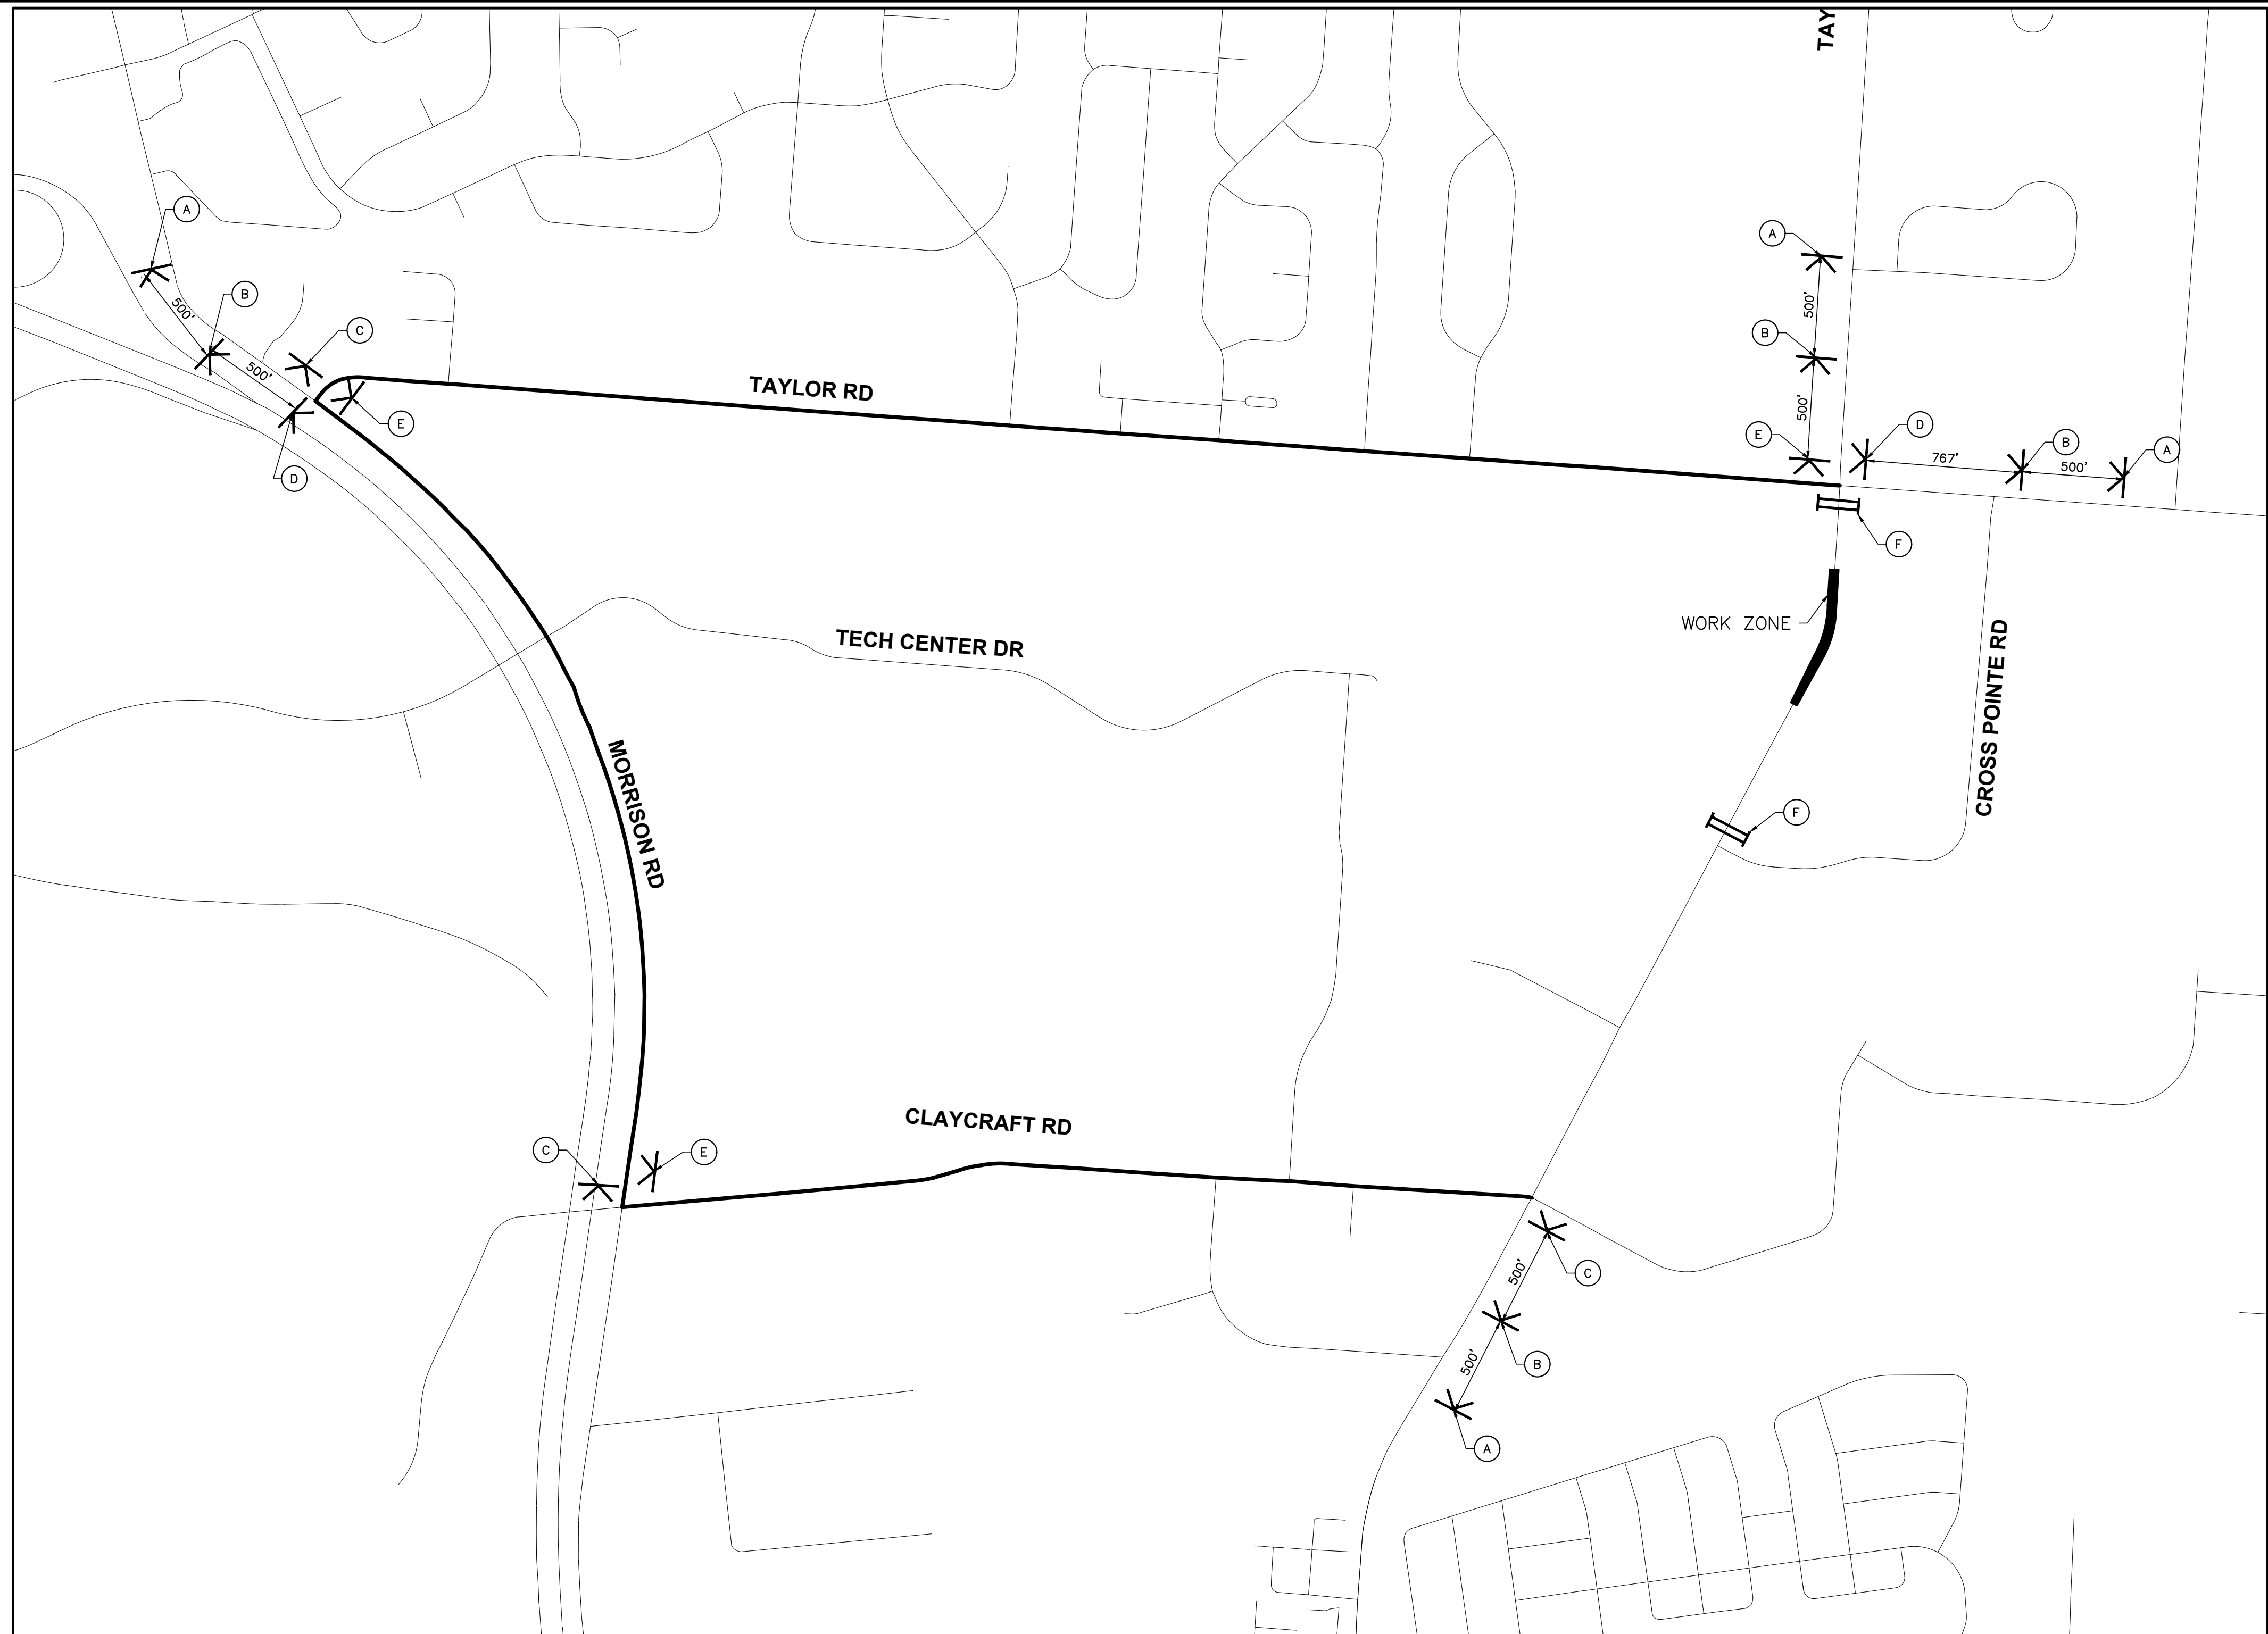 TAY
A
A
B
500'
500'
C
B
500'
TAYLOR RD
500'
E
D
E
D
B
A
767'
500'
F
WORK ZONE
TECH CENTER DR
CROSS POINTE RD
MORRISON RD
F
CLAYCRAFT RD
C
E
500'
C
500'
B
A